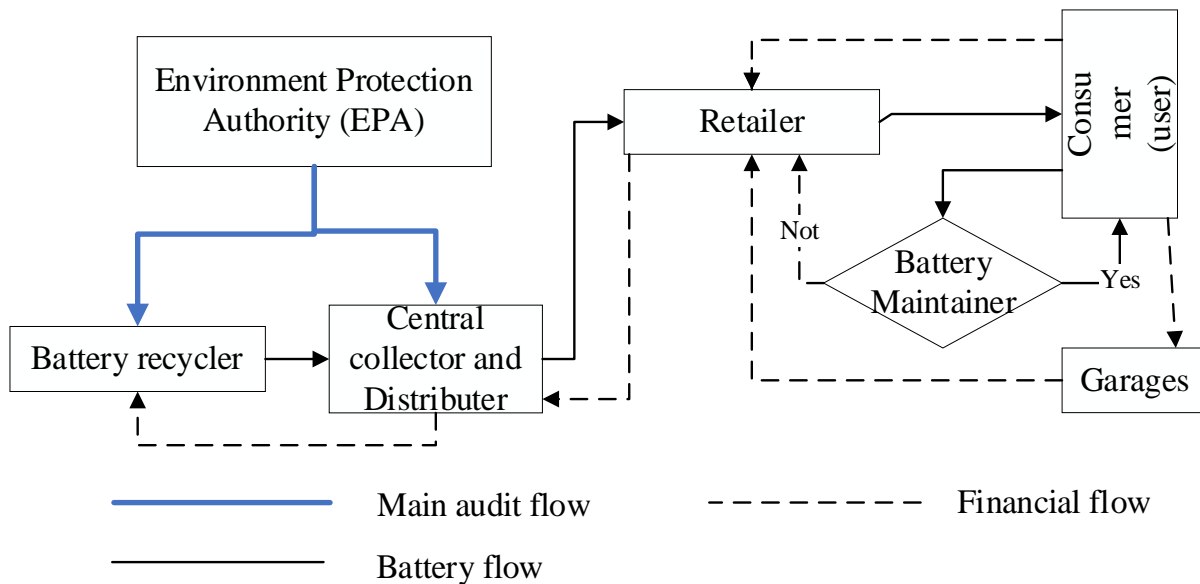 Environment Protection
Authority (EPA)
Retailer
Consu
mer
(user)
Not
Battery
Maintainer
Yes
Battery recycler
Central
collector and
Distributer
Garages
Main audit flow
Financial flow
Battery flow